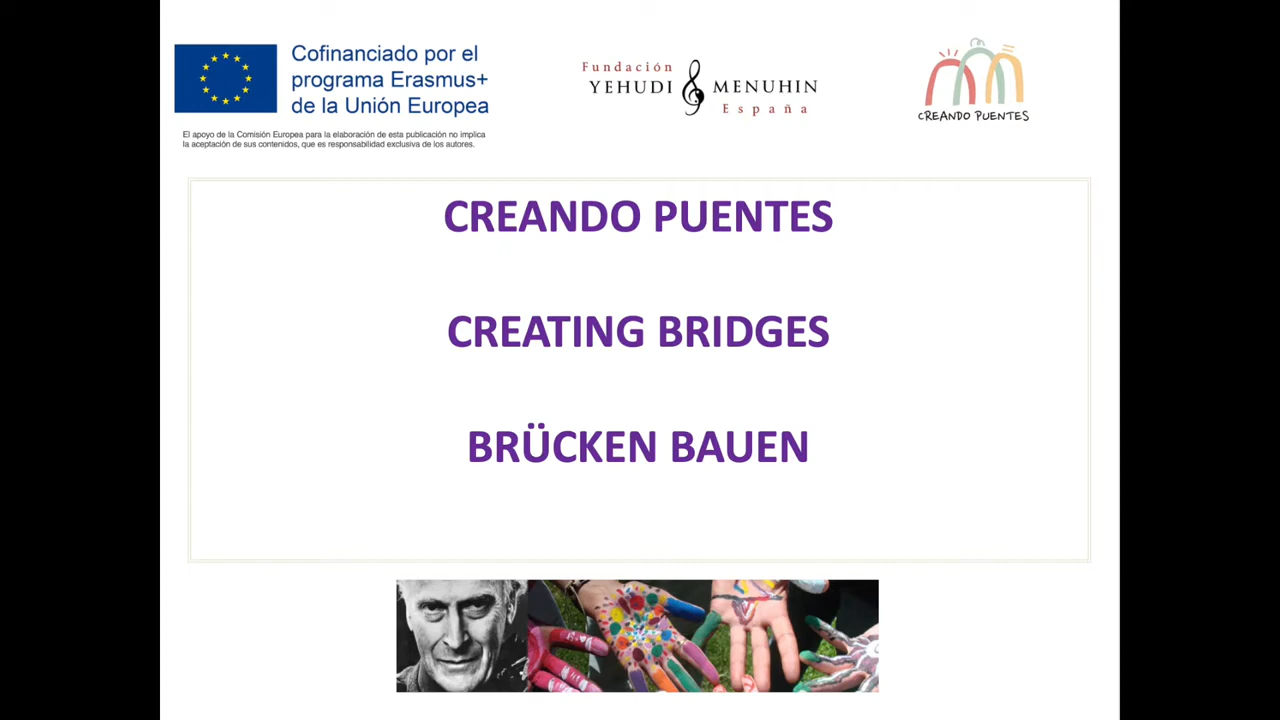 Cofinanciado por el
programa Erasmus+
de la Unión Europea
El apoyo de la Comisión Europea para la elaboración de esta publicación no implica
la aceptación de sus contenidos, que es responsabilidad exclusiva de los autores.
Fundación
YEHUDI MENUHIN
España
CREANDO PUENTES
CREANDO PUENTES
CREATING BRIDGES
BRÜCKEN BAUEN